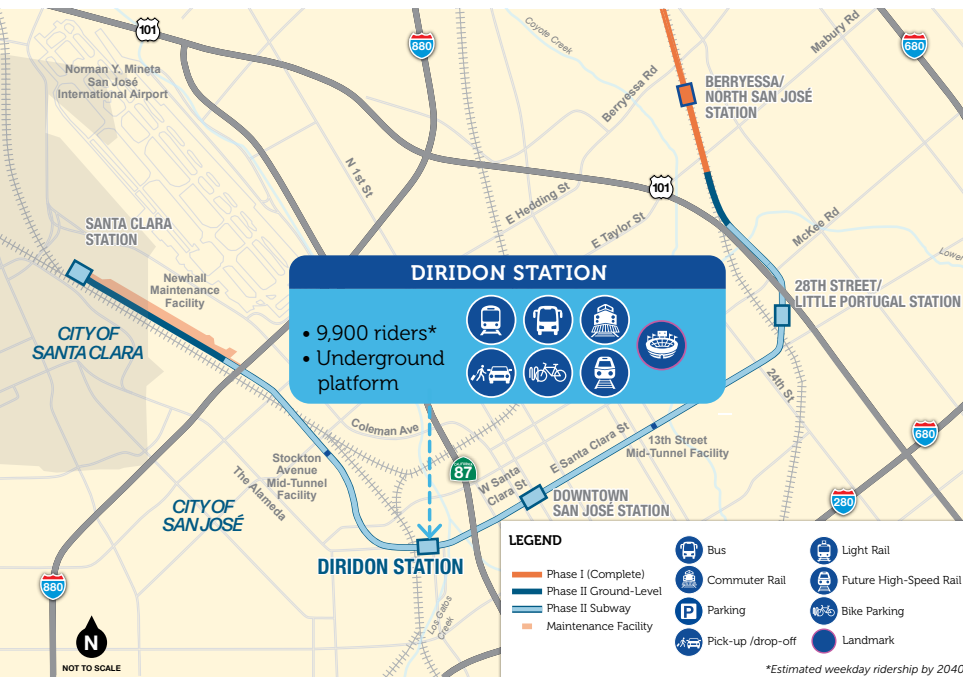 101
880
680
Coyote Creek
Mabury Rd
Norman Y. Mineta
San José
International Airport
Berryessa Rd
BERRYESSA/
NORTH SAN JOSÉ
STATION
N 1st St
101
E Hedding St
E Taylor St
McKee Rd
Lower
SANTA CLARA
STATION
Newhall
Maintenance
Facility
CITY OF
SANTA CLARA
DIRIDON STATION
• 9,900 riders*
• Underground
platform
28TH STREET/
LITTLE PORTUGAL STATION
24th St
Coleman Ave
680
Stockton
Avenue
Mid-Tunnel
Facility
The Alameda
CALIFORNIA
87
W Santa
Clara St
E Santa Clara St
13th Street
Mid-Tunnel Facility
280
CITY OF
SAN JOSÉ
DOWNTOWN
SAN JOSÉ STATION
DIRIDON STATION
880
Los Gatos
Creek
N
NOT TO SCALE
LEGEND
Phase I (Complete)
Phase II Ground-Level
Phase II Subway
Maintenance Facility
Bus
Commuter Rail
P
Parking
Pick-up /drop-off
Light Rail
Future High-Speed Rail
Bike Parking
Landmark
*Estimated weekday ridership by 2040